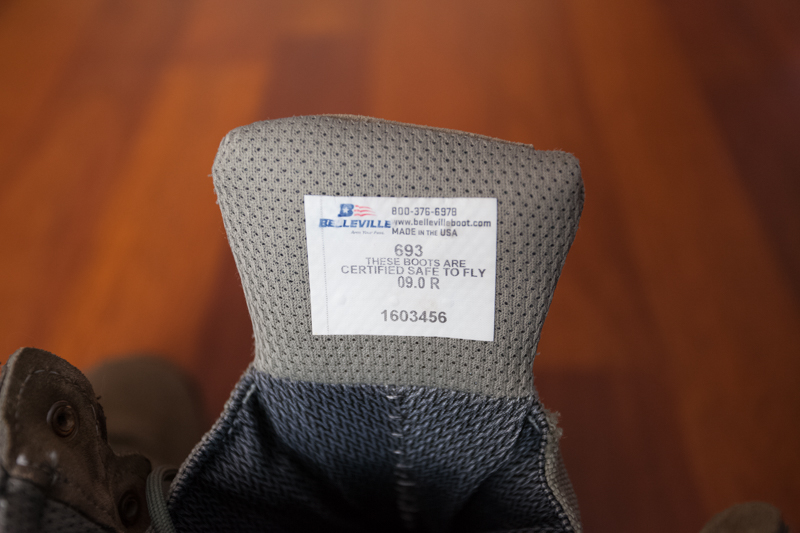 800-376-6978
BELLEVILLE www.bellevilleboot.com
MADE IN THE USA
693
THESE BOOTS ARE
CERTIFIED SAFE TO FLY
09.0 R
1603456